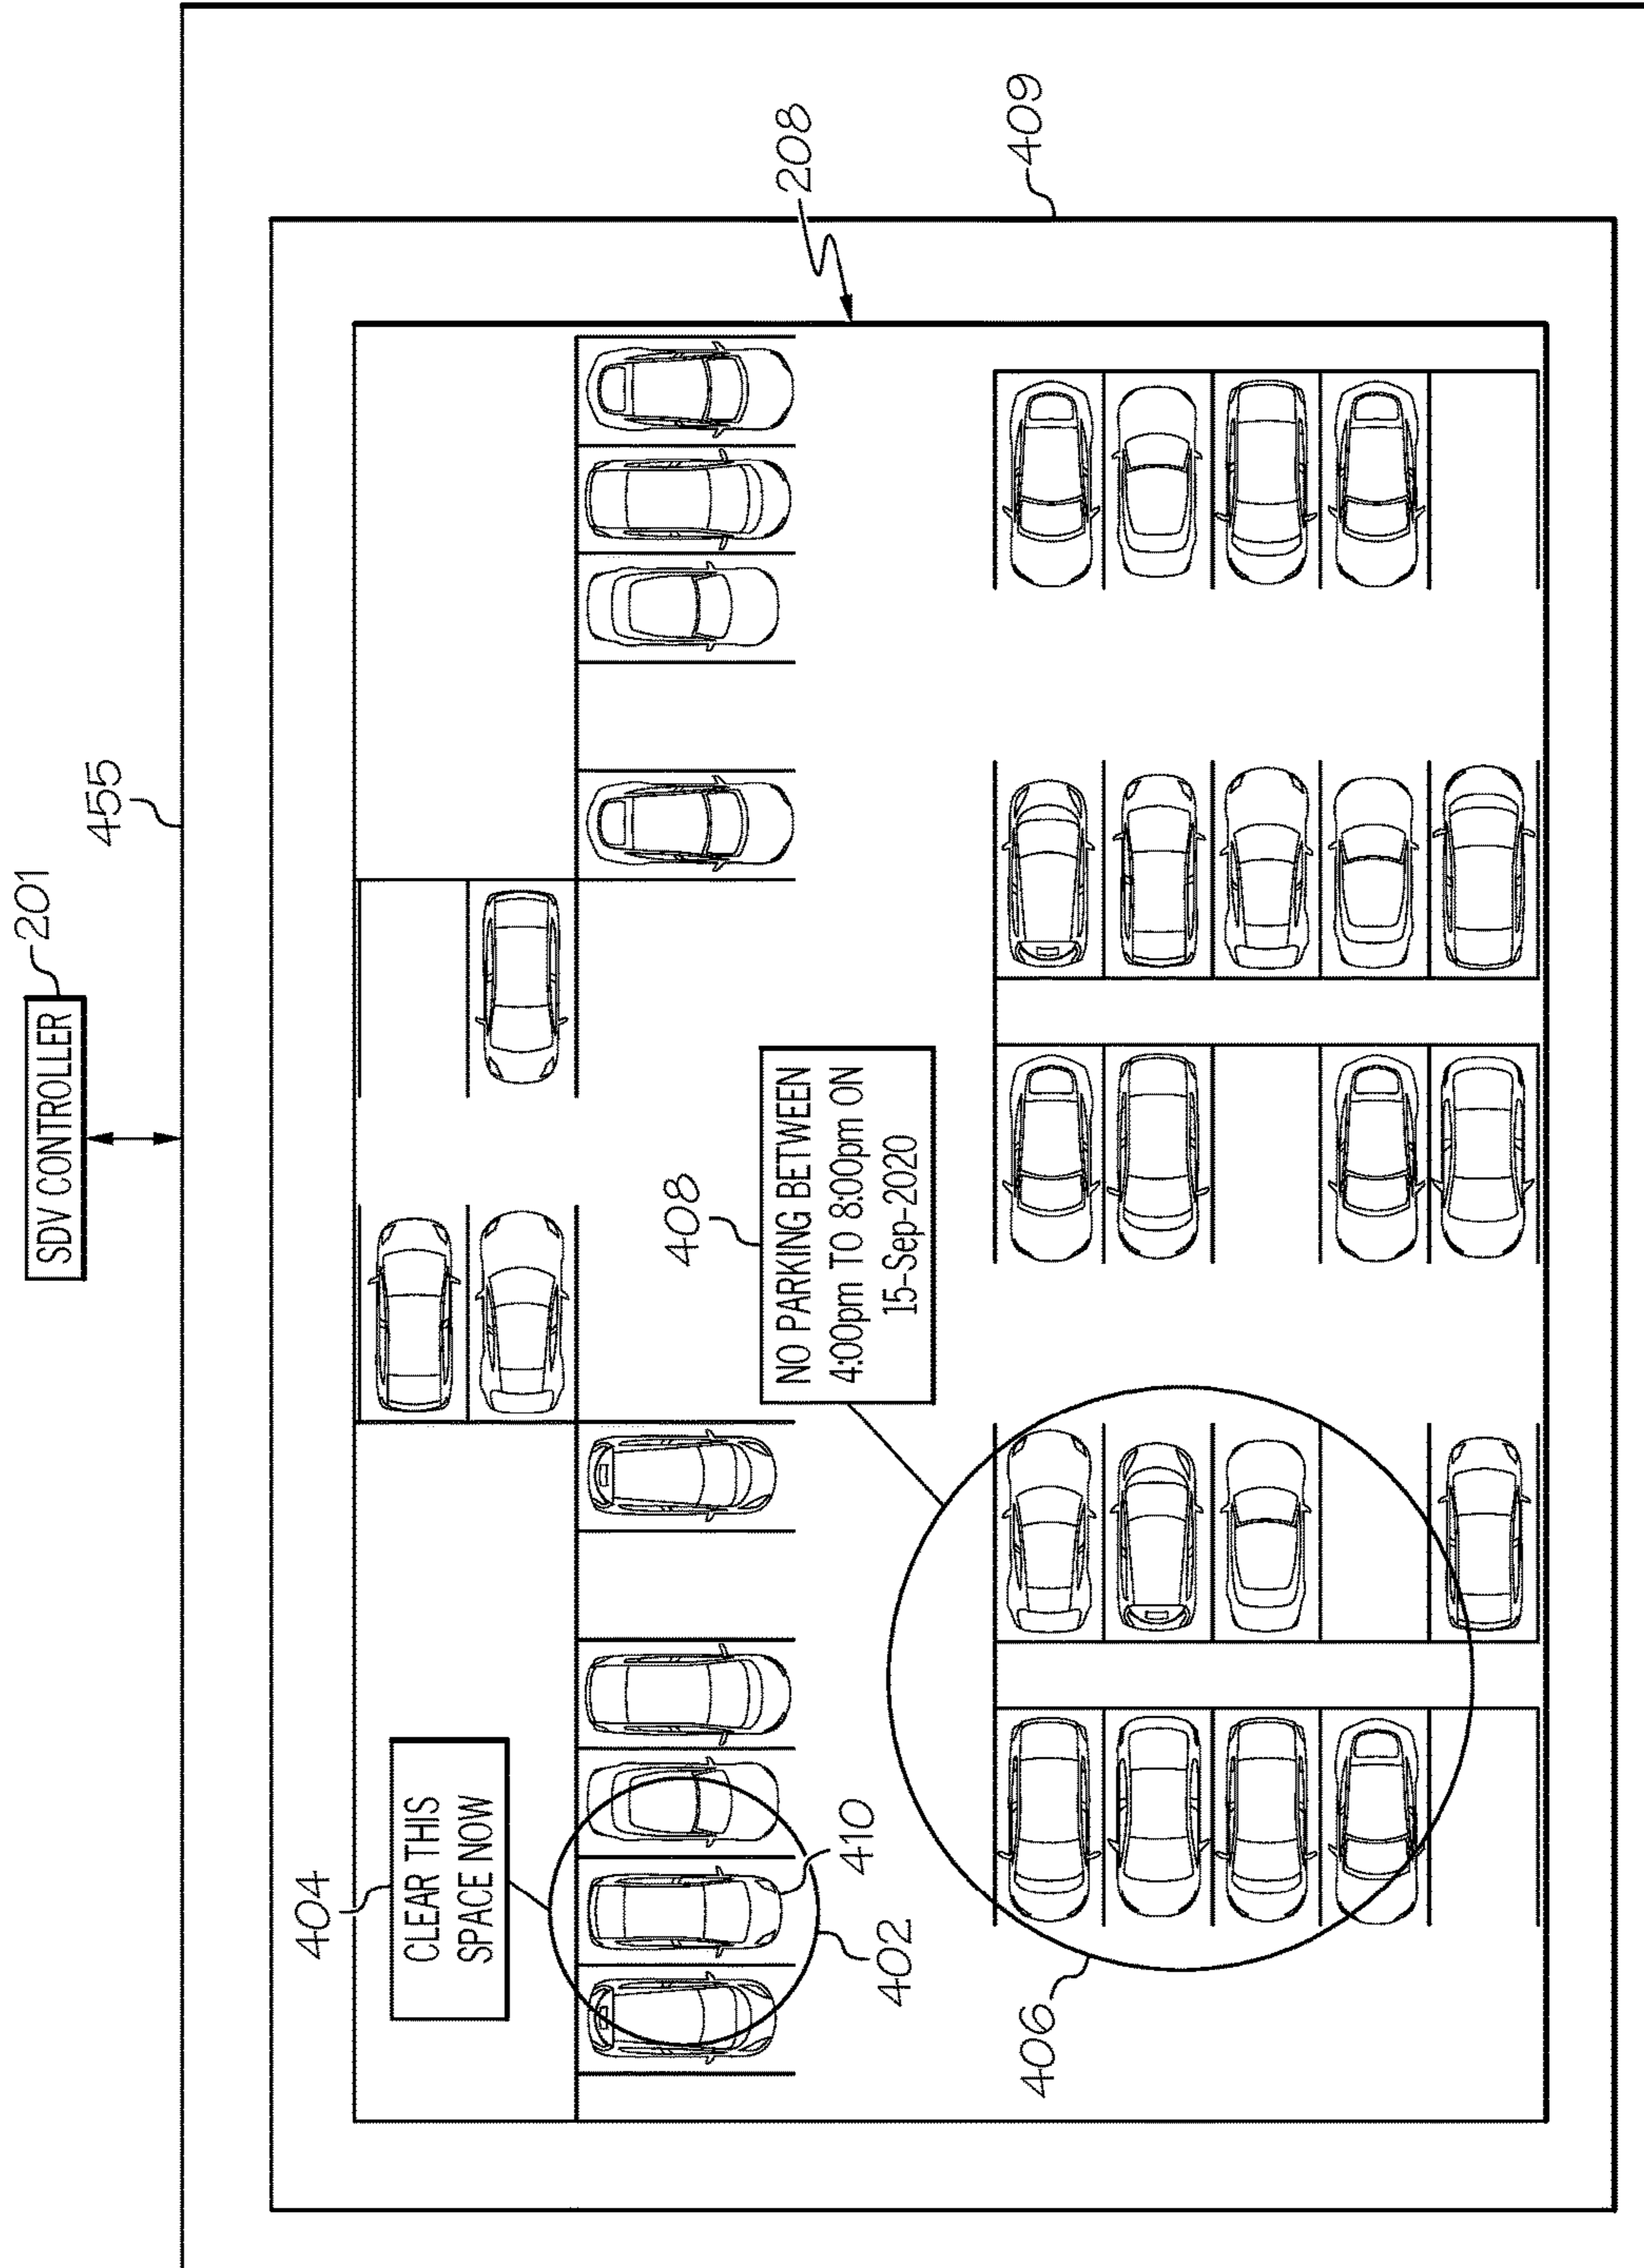 SDV CONTROLLER
201
455
404
CLEAR THIS
SPACE NOW
410
402
408
NO PARKING BETWEEN
4:00pm TO 8:00pm ON
15-Sep-2020
406
208
409